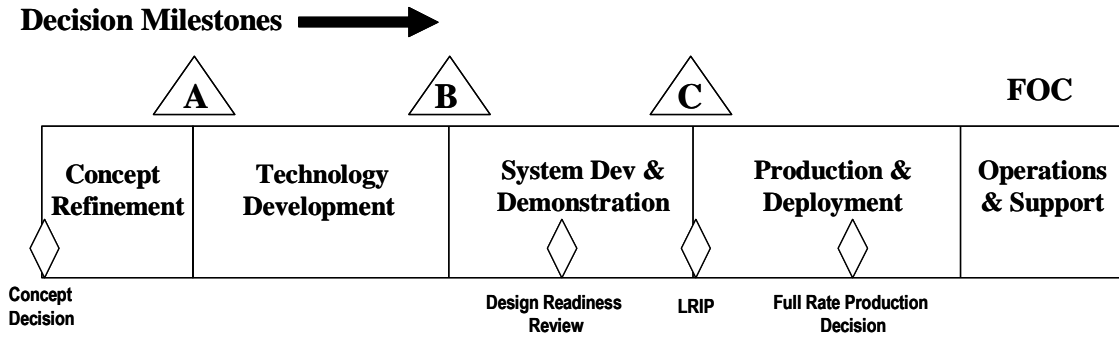 Decision Milestones
A
B
C
FOC
Concept
Refinement
Technology
Development
System Dev &
Demonstration
Production &
Deployment
Operations
& Support
Concept
Decision
Design Readiness
Review
LRIP
Full Rate Production
Decision